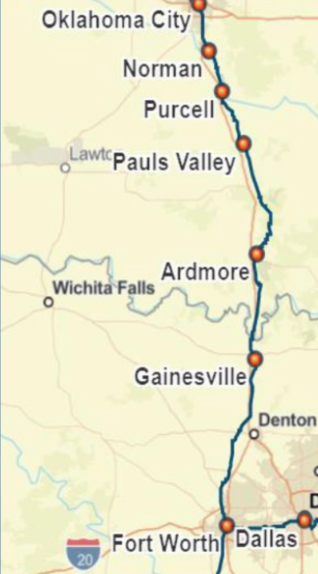 Oklahoma City
Norman
Purcell
Pauls Valley
Ardmore
Wichita Falls
Gainesville
Denton
Fort Worth
Dallas
20